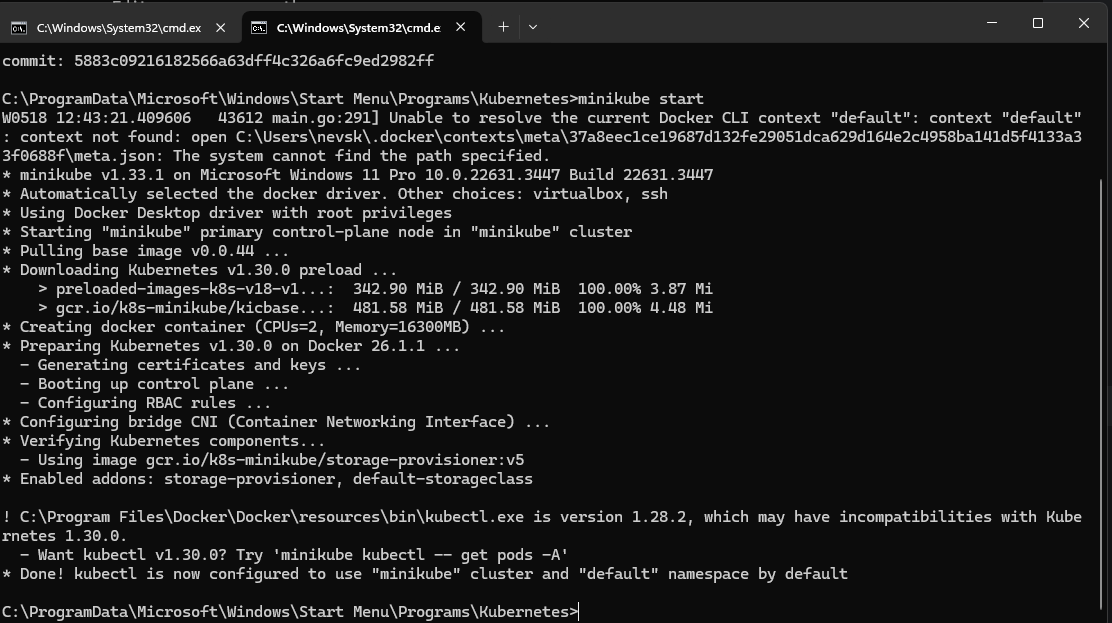 C:\Windows\System32\cmd.ex
C:\Windows\System32\cmd.e
commit: 5883c09216182566a63dff4c326a6fc9ed2982ff
C:\ProgramData\Microsoft\Windows\Start Menu\Programs\Kubernetes>minikube start
W0518 12:43:21.409606   43612 main.go:291] Unable to resolve the current Docker CLI context "default": context "default"
: context not found: open C:\Users\nevsk\.docker\contexts\meta\37a8eec1ce19687d132fe29051dca629d164e2c4958ba141d5f4133a3
3f0688f\meta.json: The system cannot find the path specified.
* minikube v1.33.1 on Microsoft Windows 11 Pro 10.0.22631.3447 Build 22631.3447
* Automatically selected the docker driver. Other choices: virtualbox, ssh
* Using Docker Desktop driver with root privileges
* Starting "minikube" primary control-plane node in "minikube" cluster
* Pulling base image v0.0.44 ...
* Downloading Kubernetes v1.30.0 preload ...
    > preloaded-images-k8s-v18-v1...:  342.90 MiB / 342.90 MiB  100.00% 3.87 Mi
    > gcr.io/k8s-minikube/kicbase...:  481.58 MiB / 481.58 MiB  100.00% 4.48 Mi
* Creating docker container (CPUs=2, Memory=16300MB) ...
* Preparing Kubernetes v1.30.0 on Docker 26.1.1 ...
  - Generating certificates and keys ...
  - Booting up control plane ...
  - Configuring RBAC rules ...
* Configuring bridge CNI (Container Networking Interface) ...
* Verifying Kubernetes components...
  - Using image gcr.io/k8s-minikube/storage-provisioner:v5
* Enabled addons: storage-provisioner, default-storageclass
! C:\Program Files\Docker\Docker\resources\bin\kubectl.exe is version 1.28.2, which may have incompatibilities with Kube
rnetes 1.30.0.
  - Want kubectl v1.30.0? Try 'minikube kubectl -- get pods -A'
* Done! kubectl is now configured to use "minikube" cluster and "default" namespace by default
C:\ProgramData\Microsoft\Windows\Start Menu\Programs\Kubernetes>